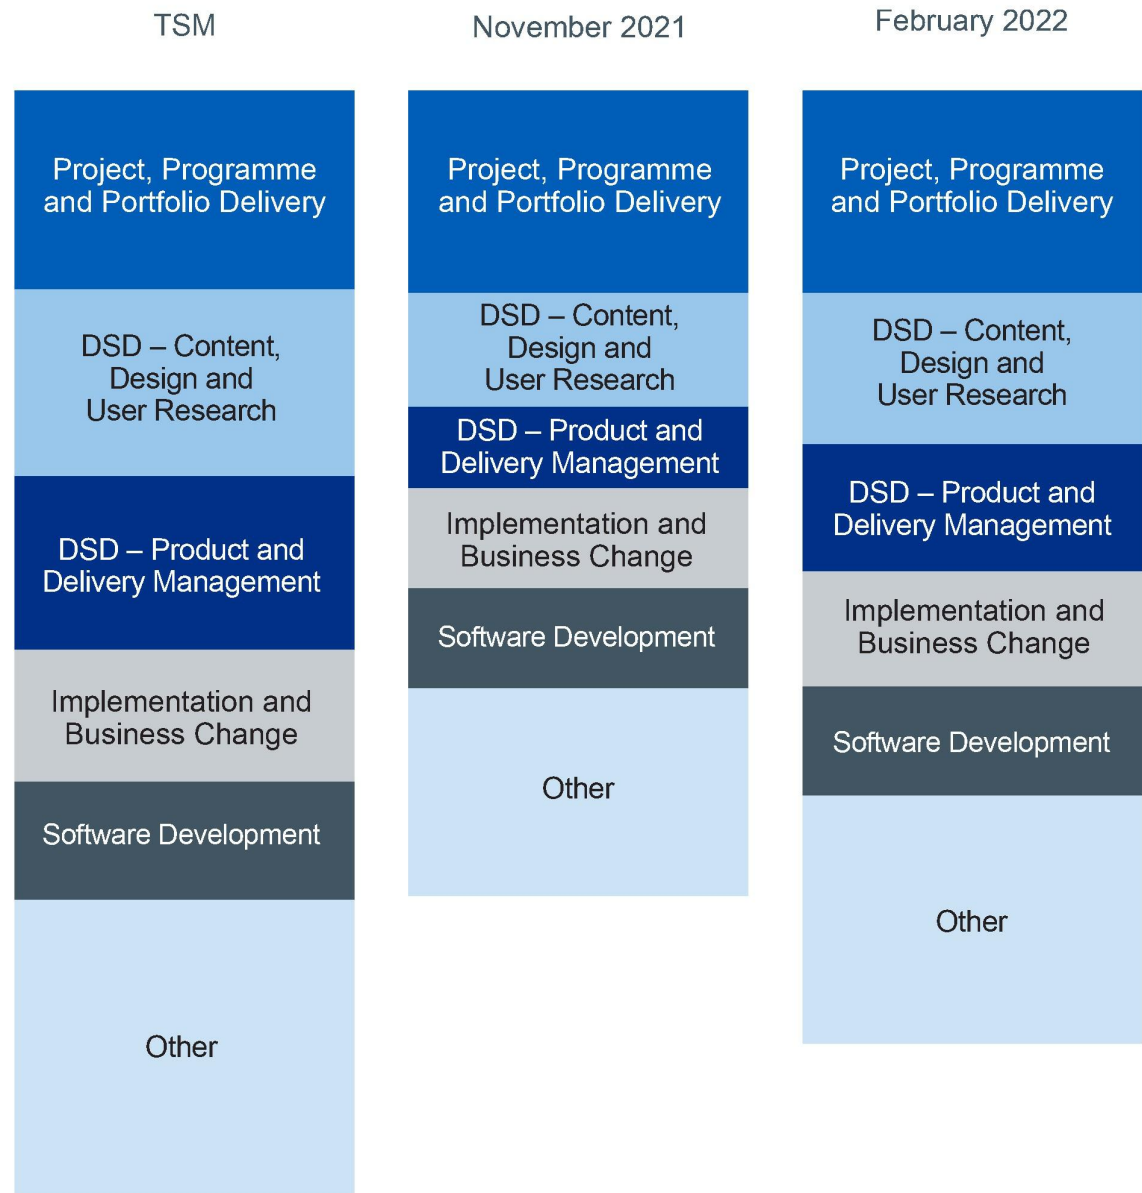 TSM
November 2021
February 2022
Project, Programme
and Portfolio Delivery
DSD – Content,
Design and
User Research
DSD – Product and
Delivery Management
Implementation and
Business Change
Software Development
Other
Project, Programme
and Portfolio Delivery
DSD – Content,
Design and
User Research
DSD – Product and
Delivery Management
Implementation and
Business Change
Software Development
Other
Project, Programme
and Portfolio Delivery
DSD – Content,
Design and
User Research
DSD – Product and
Delivery Management
Implementation and
Business Change
Software Development
Other